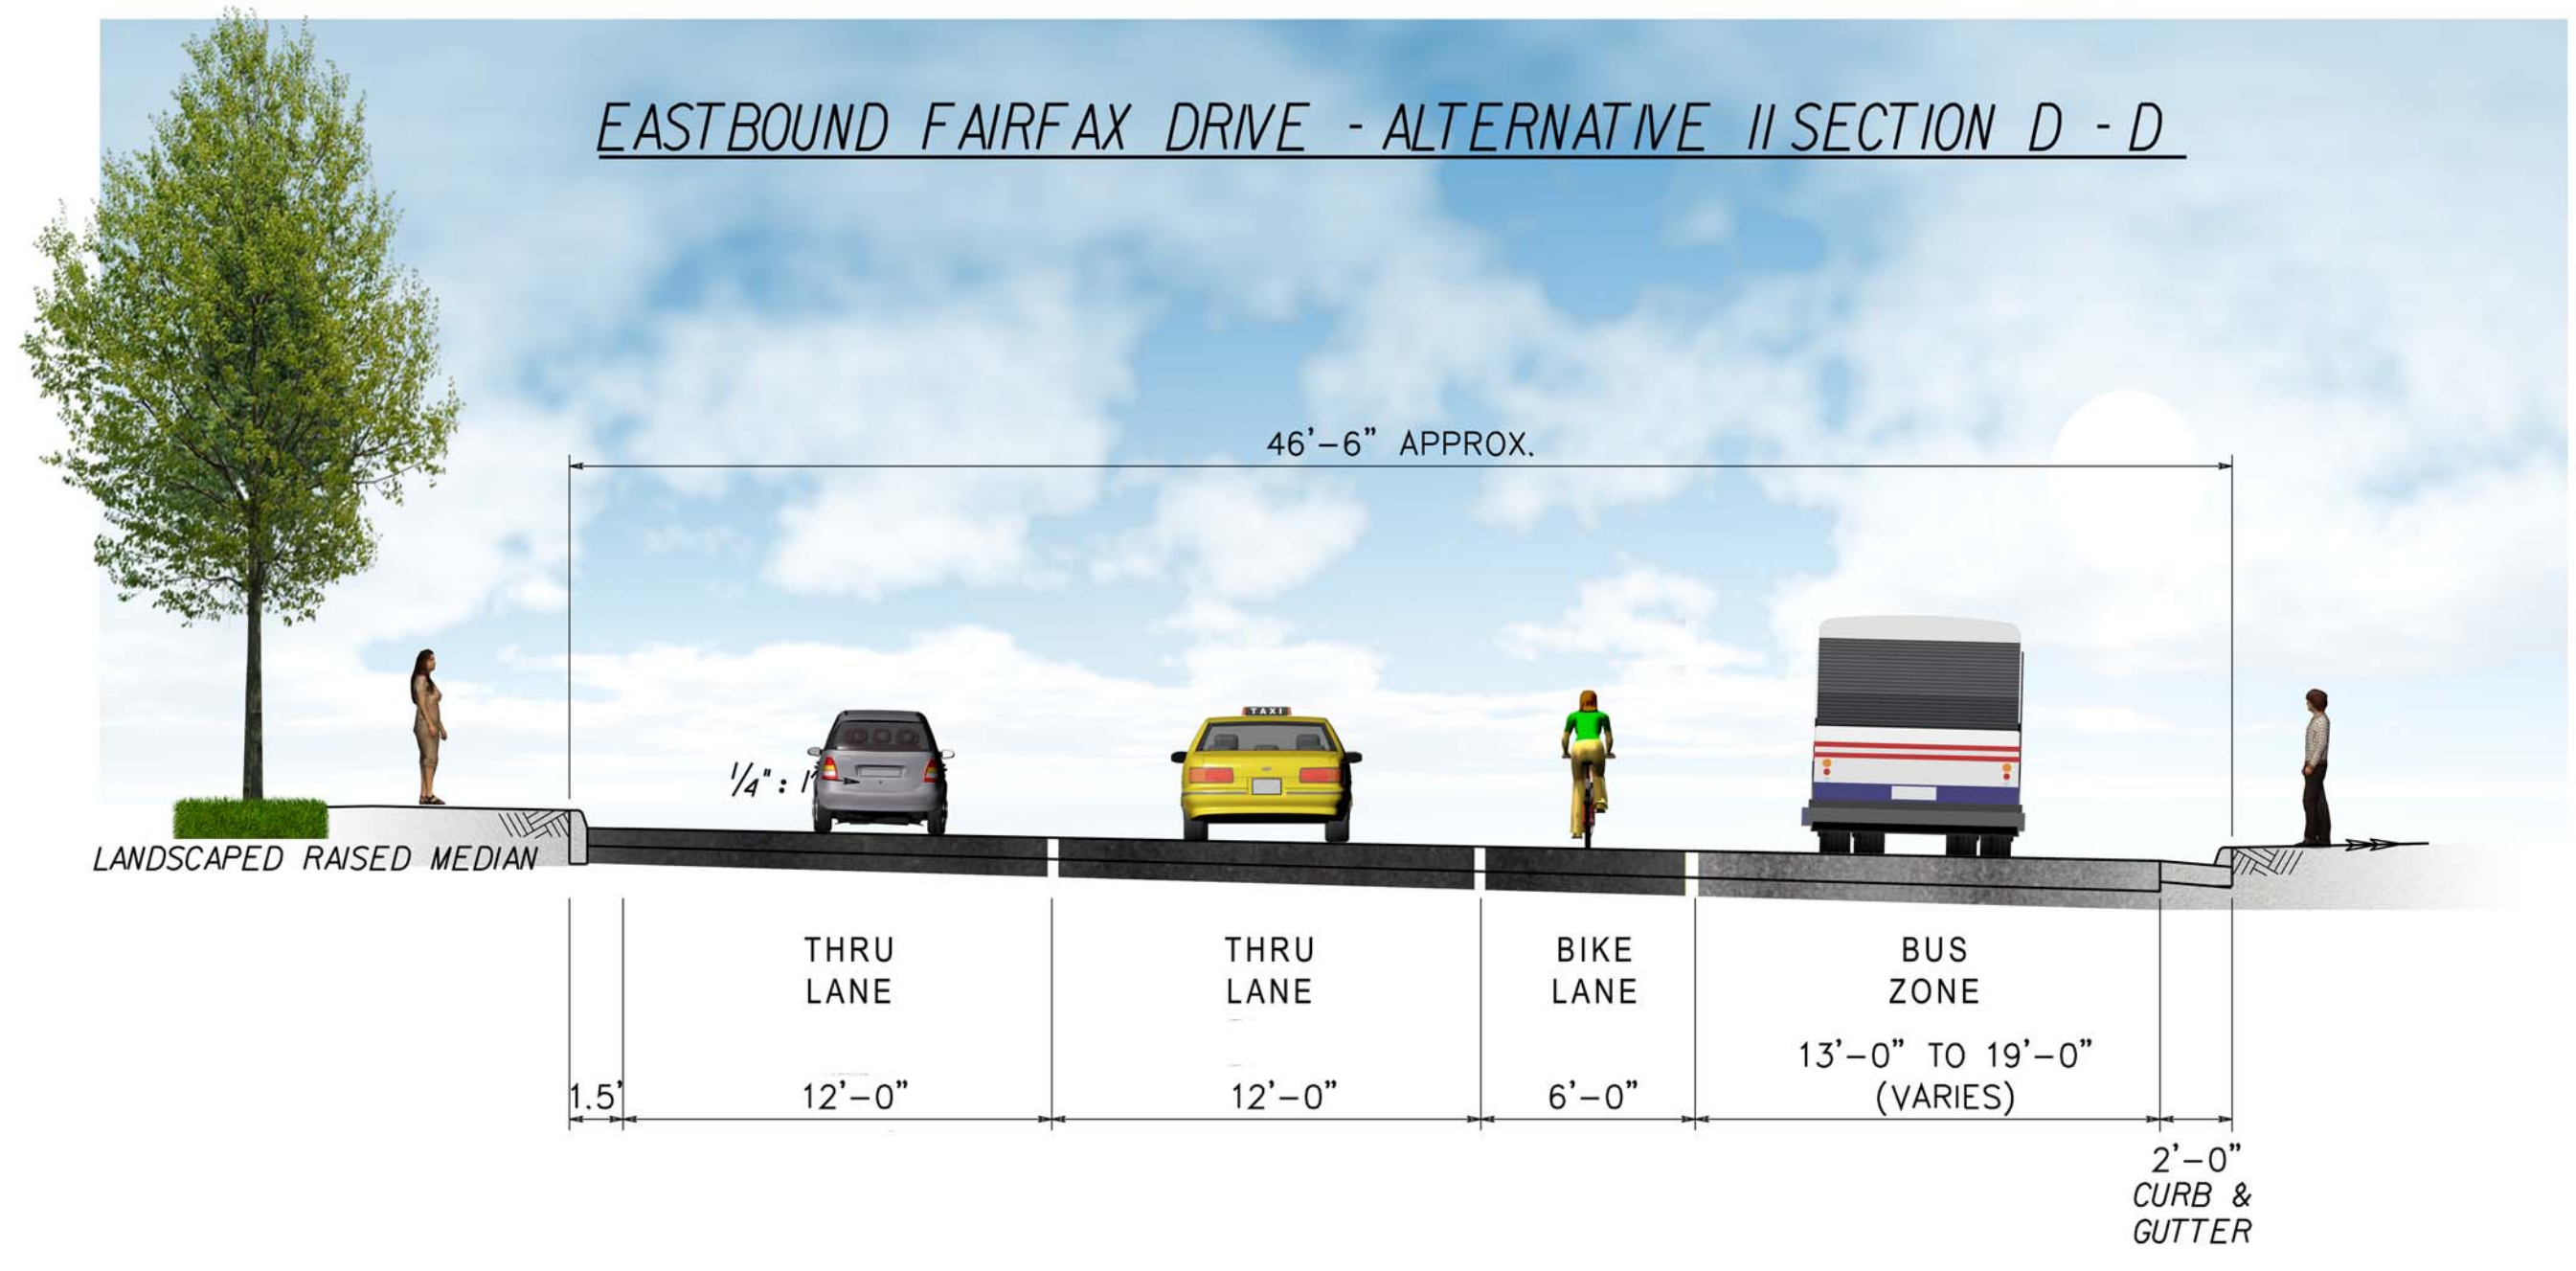 EASTBOUND FAIRFAX DRIVE - ALTERNATIVE II SECTION D - D
46'-6" APPROX.
TAXI
1/4" : 1'
LANDSCAPED RAISED MEDIAN
THRU
LANE
THRU
LANE
BIKE
LANE
BUS
ZONE
1.5'
12'-0"
12'-0"
6'-0"
13'-0" TO 19'-0"
(VARIES)
2'-0"
CURB &
GUTTER